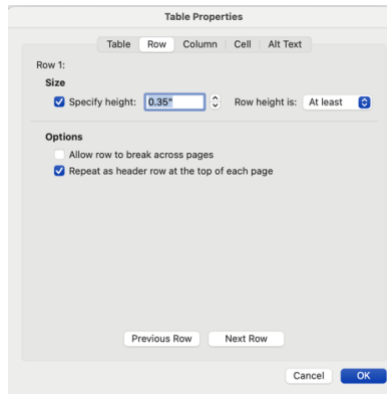 Table Properties
Table Row Column Cell Alt Text
Row 1:
Size
Specify height: 0.35" Row height is: At least
Options
Allow row to break across pages
Repeat as header row at the top of each page
Previous Row Next Row
Cancel OK